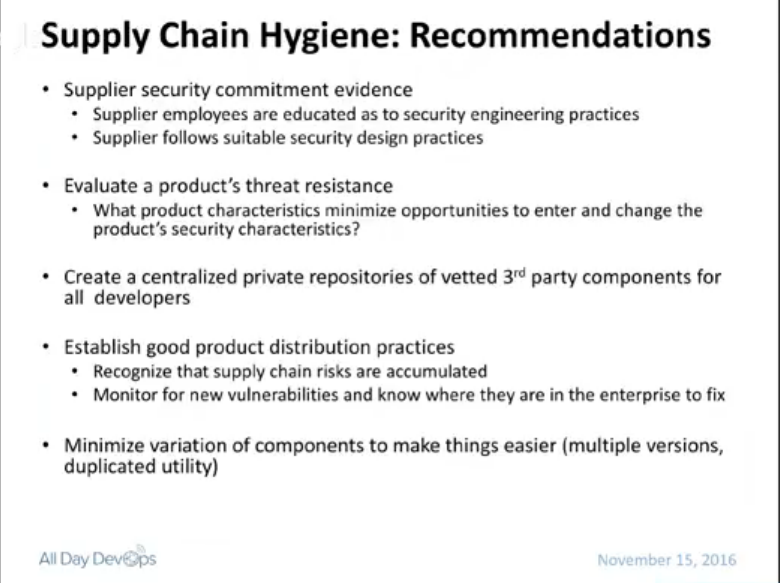 Supply Chain Hygiene: Recommendations
• Supplier security commitment evidence
• Supplier employees are educated as to security engineering practices
• Supplier follows suitable security design practices
• Evaluate a product's threat resistance
• What product characteristics minimize opportunities to enter and change the
product's security characteristics?
• Create a centralized private repositories of vetted 3rd party components for
all developers
• Establish good product distribution practices
• Recognize that supply chain risks are accumulated
• Monitor for new vulnerabilities and know where they are in the enterprise to fix
• Minimize variation of components to make things easier (multiple versions,
duplicated utility)
All Day DevOps
November 15, 2016